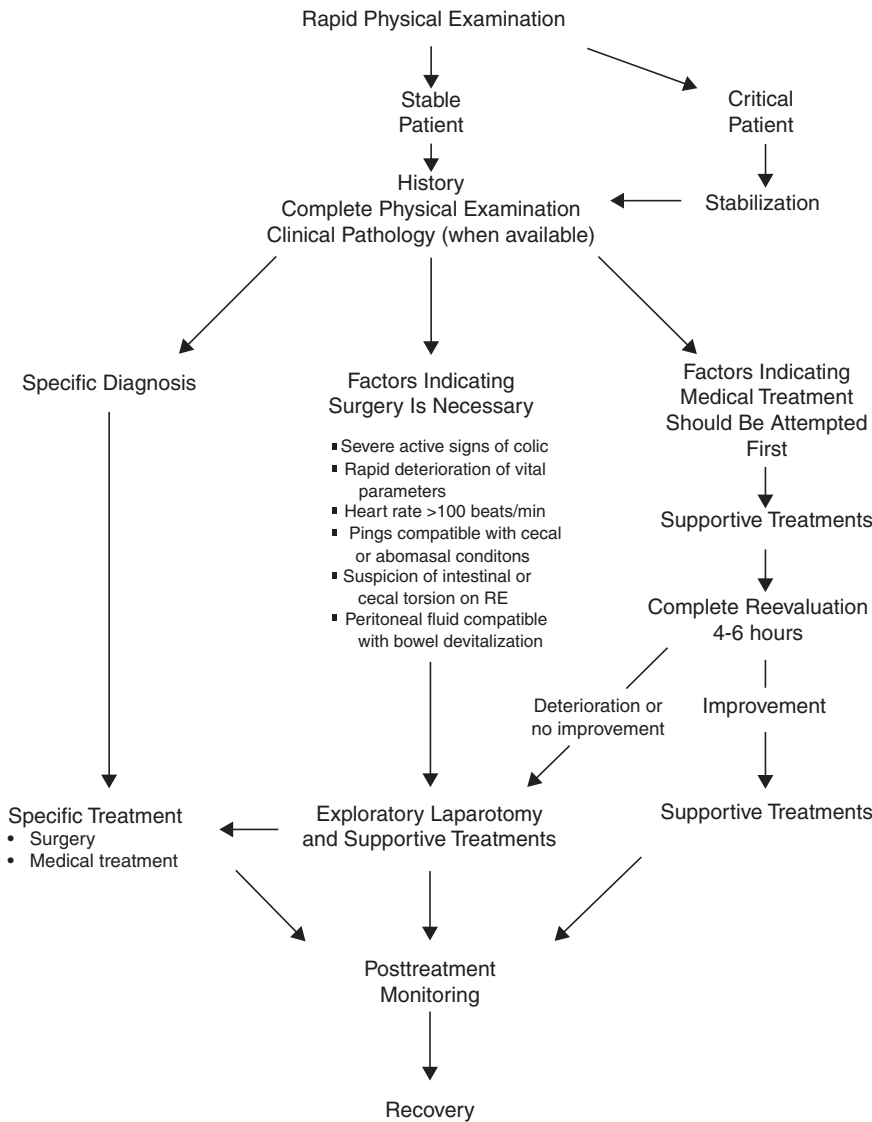 Rapid Physical Examination
Stable
Patient
Critical
Patient
History
Complete Physical Examination
Clinical Pathology (when available)
Stabilization
Specific Diagnosis
Factors Indicating
Surgery Is Necessary
▪ Severe active signs of colic
▪ Rapid deterioration of vital
parameters
▪ Heart rate >100 beats/min
▪ Pings compatible with cecal
or abomasal conditons
▪ Suspicion of intestinal or
cecal torsion on RE
▪ Peritoneal fluid compatible
with bowel devitalization
Factors Indicating
Medical Treatment
Should Be Attempted
First
Supportive Treatments
Complete Reevaluation
4-6 hours
Deterioration or
no improvement
Improvement
Specific Treatment
• Surgery
• Medical treatment
Exploratory Laparotomy
and Supportive Treatments
Supportive Treatments
Posttreatment
Monitoring
Recovery